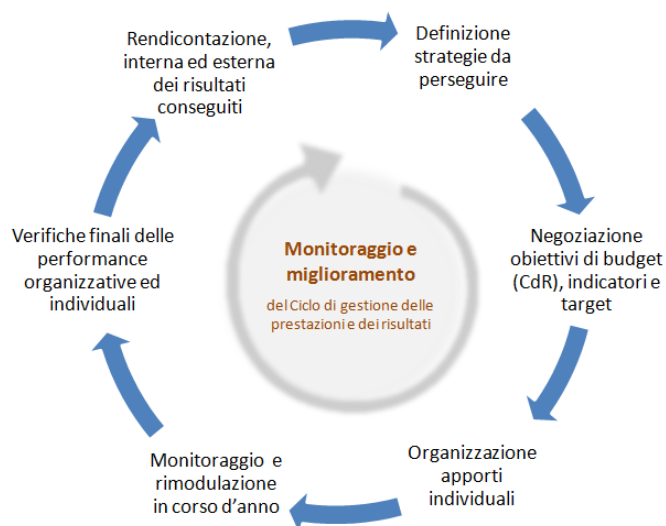 Rendicontazione,
interna ed esterna
dei risultati
conseguiti
Definizione
strategie da
perseguire
Negoziazione
obiettivi di budget
(CdR), indicatori e
target
Organizzazione
apporti
individuali
Monitoraggio e
rimodulazione
in corso d’anno
Verifiche finali delle
performance
organizzative ed
individuali
Monitoraggio e
miglioramento
del Ciclo di gestione delle
prestazioni e dei risultati